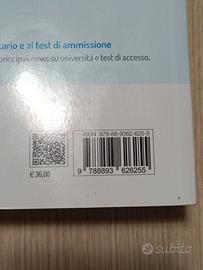 tario e ai test di ammissione
principali news su università e test di accesso,
ISBN 978-88-9362-625-5
€ 36,00
9 788893 626255
subito